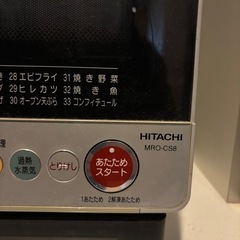 28 エビフライ 31 焼き野菜
29 ヒレカツ 32 焼き魚
30 オーブン天ぷら 33 コンフィチュール
HITACHI
MRO-CS8
過熱
水蒸気
とりけし
あたため
スタート
1あたため 2解凍あたため